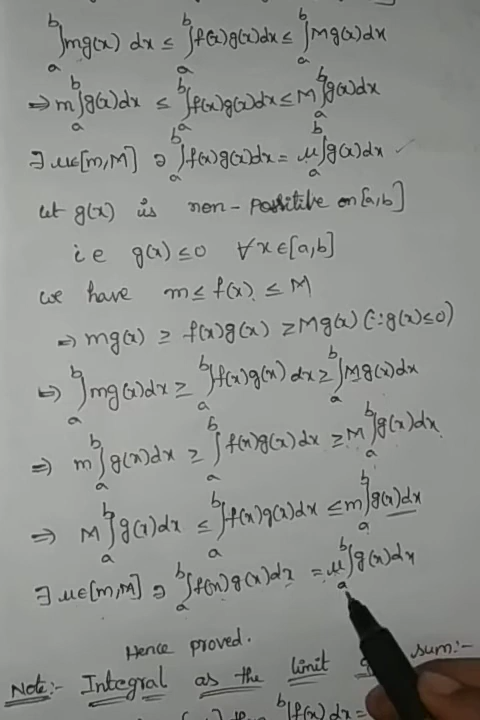 ∫ₐᵇ mg(x) dx ≤ ∫ₐᵇ f(x)g(x)dx ≤ ∫ₐᵇ Mg(x)dx
⇒ m∫ₐᵇ g(x)dx ≤ ∫ₐᵇ f(x)g(x)dx ≤ M∫ₐᵇ g(x)dx
∃ μ∈[m,M] ∋ ∫ₐᵇ f(x)g(x)dx = μ∫ₐᵇ g(x)dx ✓
let g(x) is non-positive on [a,b]
i e g(x) ≤ 0 ∀x∈[a,b]
we have m ≤ f(x) ≤ M
⇒ mg(x) ≥ f(x)g(x) ≥ Mg(x) (∵ g(x) ≤ 0)
⇒ ∫ₐᵇ mg(x)dx ≥ ∫ₐᵇ f(x)g(x) dx ≥ ∫ₐᵇ Mg(x)dx
⇒ m∫ₐᵇ g(x)dx ≥ ∫ₐᵇ f(x)g(x)dx ≥ M∫ₐᵇ g(x)dx
⇒ M∫ₐᵇ g(x)dx ≤ ∫ₐᵇ f(x)g(x)dx ≤ m∫ₐᵇ g(x)dx
∃ μ∈[m,M] ∋ ∫ₐᵇ f(x)g(x)dx = μ∫ₐᵇ g(x)dx
Hence proved.
Note:- Integral as the limit sum:-
∫ᵇ f(x)dx =